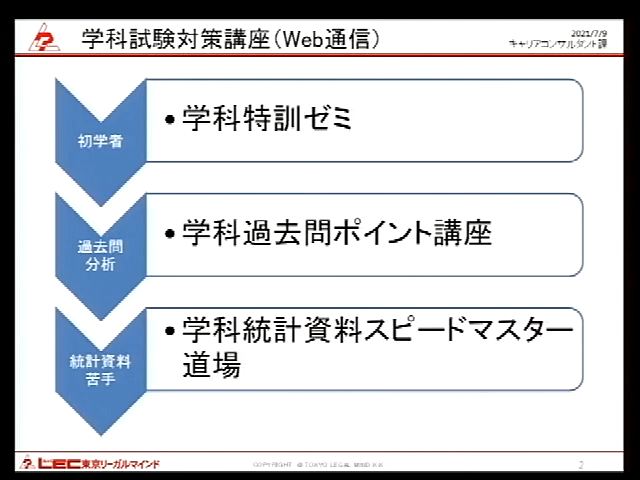 学科試験対策講座（Web通信）
2021/7/9
キャリアコンサルタント課
初学者
・学科特訓ゼミ
過去問
分析
・学科過去問ポイント講座
統計資料
苦手
・学科統計資料スピードマスター
道場
LEC東京リーガルマインド
COPYRIGHT @ TOKYO LEGAL MIND K.K
2